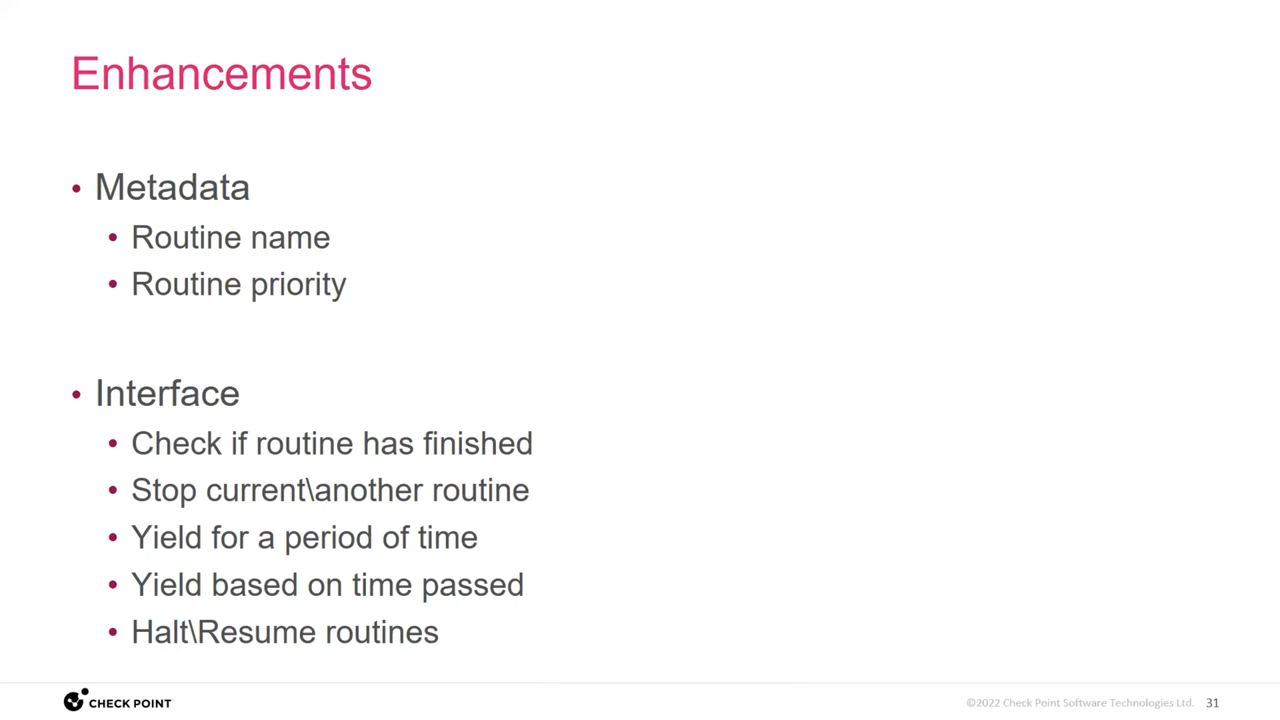 Enhancements
• Metadata
• Routine name
• Routine priority
• Interface
• Check if routine has finished
• Stop current\another routine
• Yield for a period of time
• Yield based on time passed
• Halt\Resume routines
CHECK POINT
©2022 Check Point Software Technologies Ltd. 31